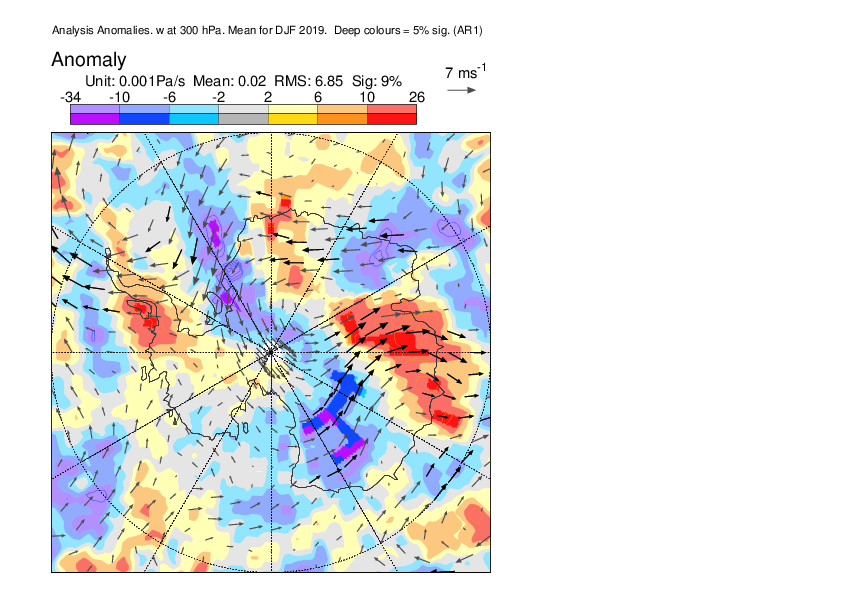 Analysis Anomalies. w at 300 hPa. Mean for DJF 2019. Deep colours = 5% sig. (AR1)
Anomaly
7 ms-1
Unit: 0.001Pa/s Mean: 0.02 RMS: 6.85 Sig: 9%
-34 -10 -6 -2 2 6 10 26